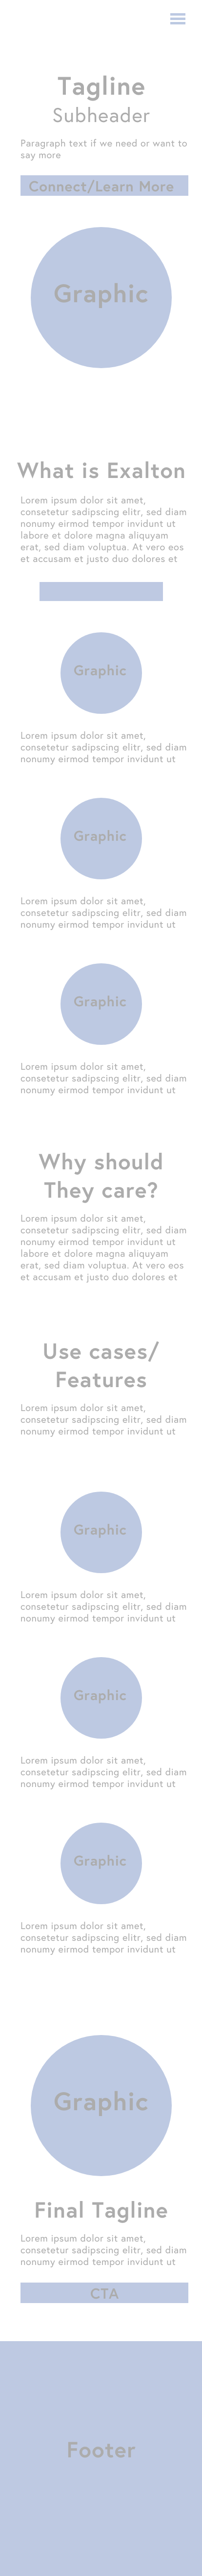 Tagline
Subheader
Paragraph text if we need or want to
say more
Connect/Learn More
Graphic
What is Exalton
Lorem ipsum dolor sit amet,
consetetur sadipscing elitr, sed diam
nonumy eirmod tempor invidunt ut
labore et dolore magna aliquyam
erat, sed diam voluptua. At vero eos
et accusam et justo duo dolores et
Graphic
Lorem ipsum dolor sit amet,
consetetur sadipscing elitr, sed diam
nonumy eirmod tempor invidunt ut
Graphic
Lorem ipsum dolor sit amet,
consetetur sadipscing elitr, sed diam
nonumy eirmod tempor invidunt ut
Graphic
Lorem ipsum dolor sit amet,
consetetur sadipscing elitr, sed diam
nonumy eirmod tempor invidunt ut
Why should
They care?
Lorem ipsum dolor sit amet,
consetetur sadipscing elitr, sed diam
nonumy eirmod tempor invidunt ut
labore et dolore magna aliquyam
erat, sed diam voluptua. At vero eos
et accusam et justo duo dolores et
Use cases/
Features
Lorem ipsum dolor sit amet,
consetetur sadipscing elitr, sed diam
nonumy eirmod tempor invidunt ut
Graphic
Lorem ipsum dolor sit amet,
consetetur sadipscing elitr, sed diam
nonumy eirmod tempor invidunt ut
Graphic
Lorem ipsum dolor sit amet,
consetetur sadipscing elitr, sed diam
nonumy eirmod tempor invidunt ut
Graphic
Lorem ipsum dolor sit amet,
consetetur sadipscing elitr, sed diam
nonumy eirmod tempor invidunt ut
Graphic
Final Tagline
Lorem ipsum dolor sit amet,
consetetur sadipscing elitr, sed diam
nonumy eirmod tempor invidunt ut
CTA
Footer